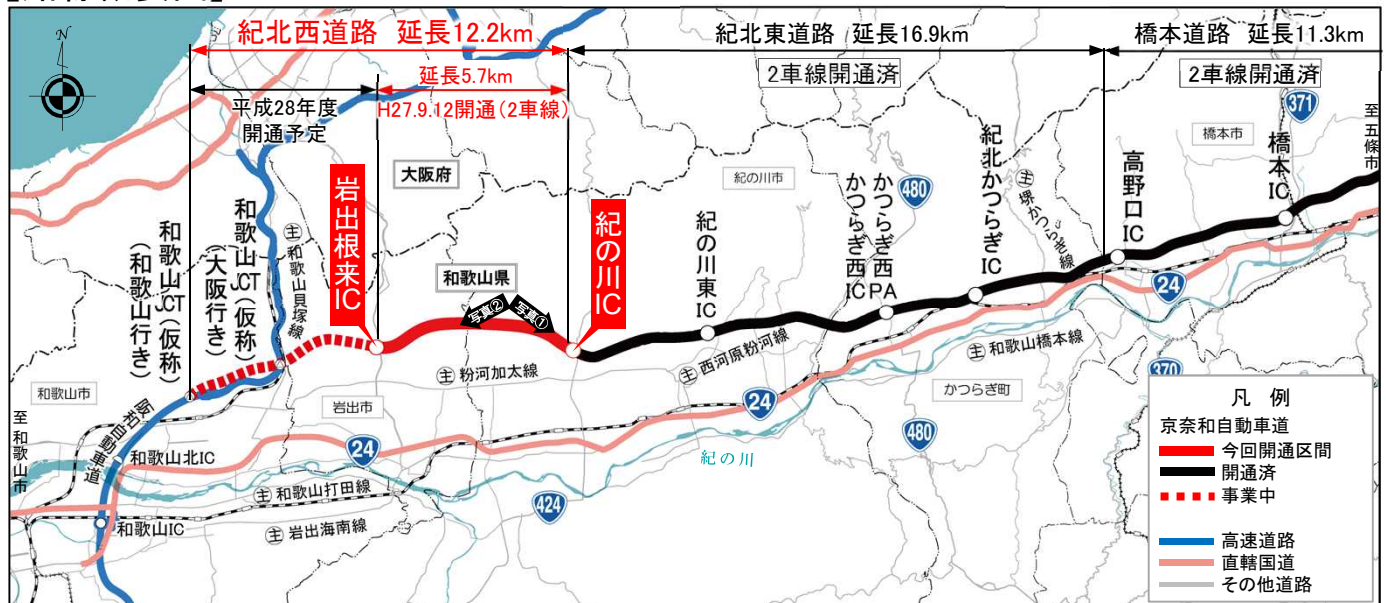 紀北西道路 延長12.2km
紀北東道路 延長16.9km
橋本道路 延長11.3km
延長5.7km
2車線開通済
2車線開通済
平成28年度
開通予定
H27.9.12開通(2車線)
371
N
大阪府
紀の川市
橋本市
至五條市
480
岩出根来IC
紀の川IC
紀の川東IC
かつらぎ西IC
かつらぎ西PA
紀北かつらぎIC
主堺かつらぎ線
高野口IC
橋本IC
和歌山JCT(仮称)
(和歌山行き)
和歌山JCT(仮称)
(大阪行き)
主和歌山貝塚線
和歌山県
写真②
写真①
24
主粉河加太線
主西河原粉河線
主和歌山橋本線
370
和歌山市
岩出市
かつらぎ町
24
至和歌山市
阪和自動車道
24
480
和歌山北IC
紀の川
主和歌山打田線
424
和歌山IC
主岩出海南線
凡 例
京奈和自動車道
今回開通区間
開通済
事業中
高速道路
直轄国道
その他道路